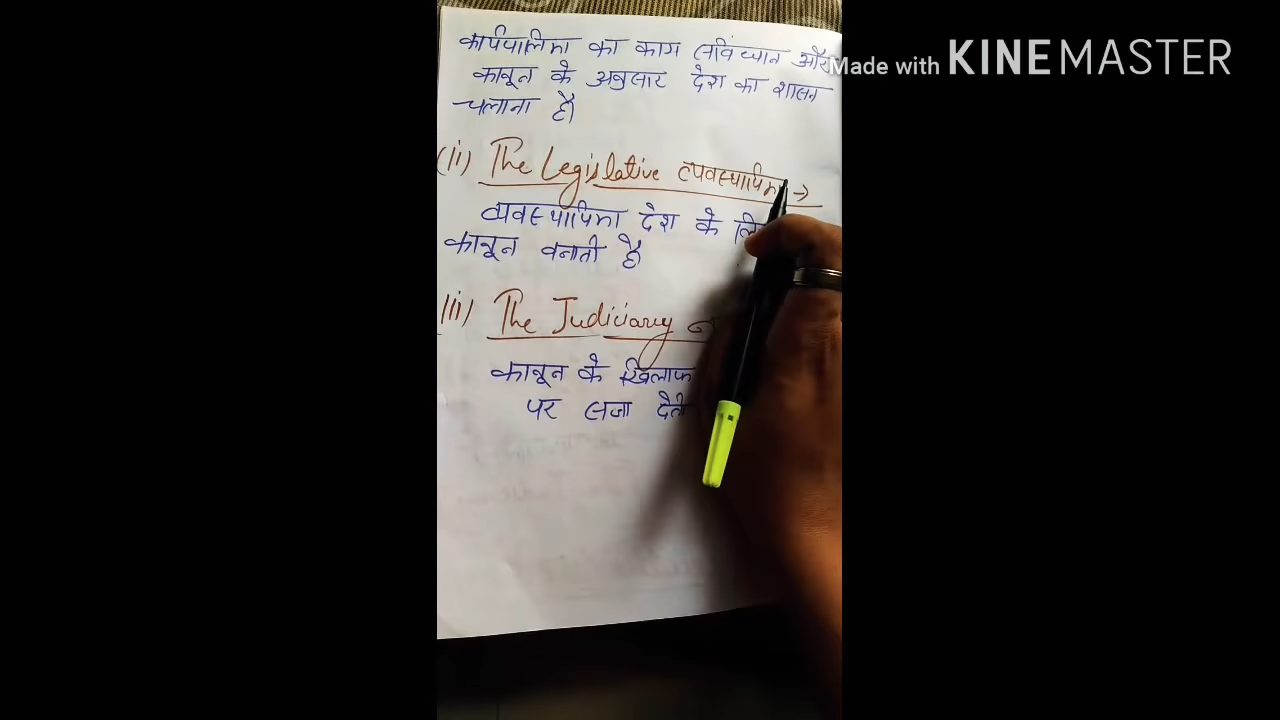 कार्यपालिका का काम संविधान और
कानून के अनुसार देश का शासन
चलाना है।
(ii) The Legislative व्यवस्थापिका →
व्यवस्थापिका देश के
कानून बनाती है
(iii) The Judiciary
कानून के खिलाफ
पर सजा देती
Made with KINEMASTER